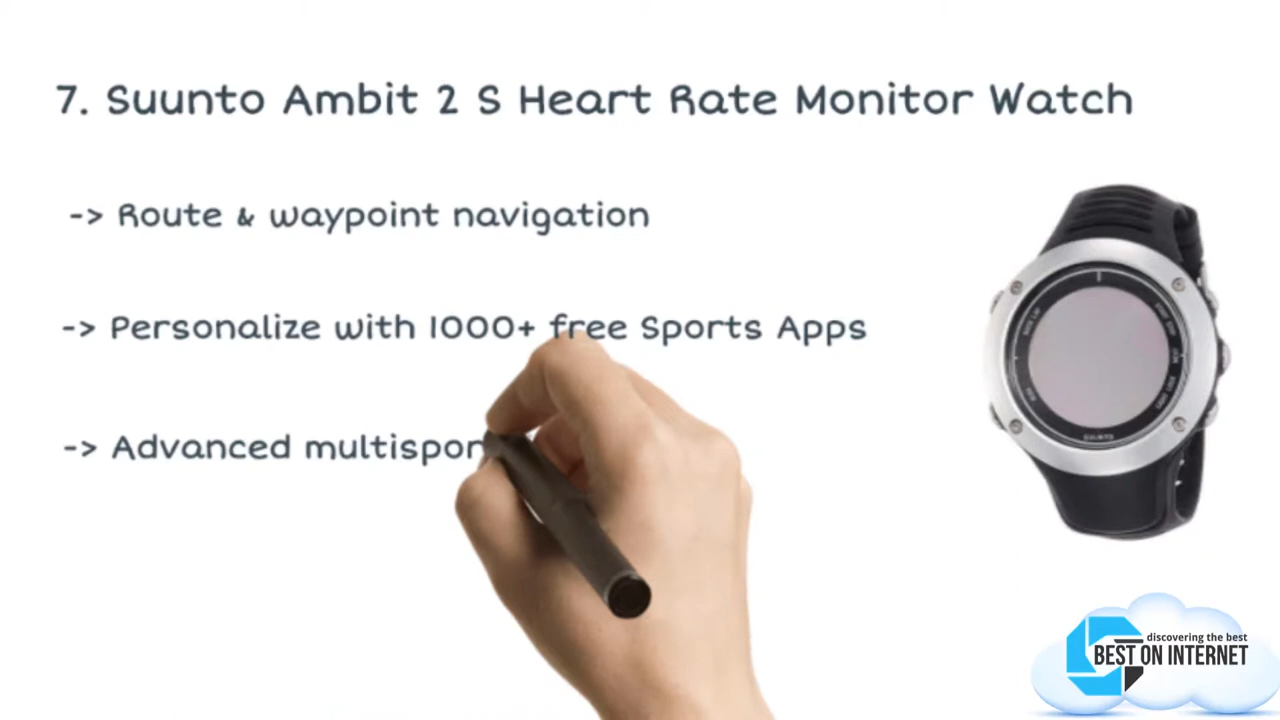 7. Suunto Ambit 2 S Heart Rate Monitor Watch
-> Route & waypoint navigation
-> Personalize with 1000+ free Sports Apps
-> Advanced multispor
SUUNTO
discovering the best
BEST ON INTERNET